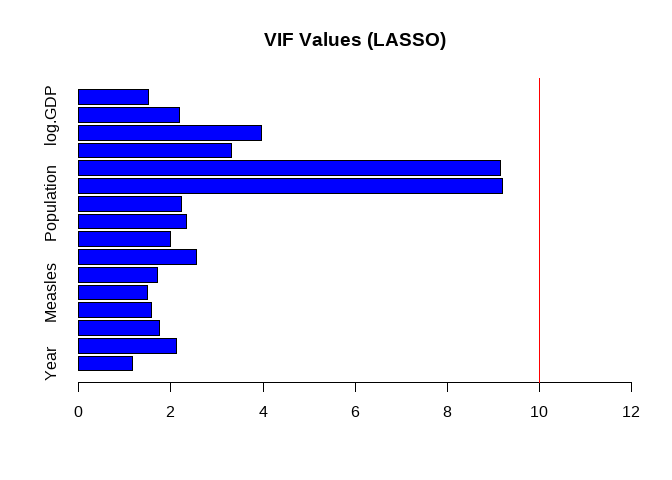 VIF Values (LASSO)
log.GDP
Population
Measles
Year
0 2 4 6 8 10 12